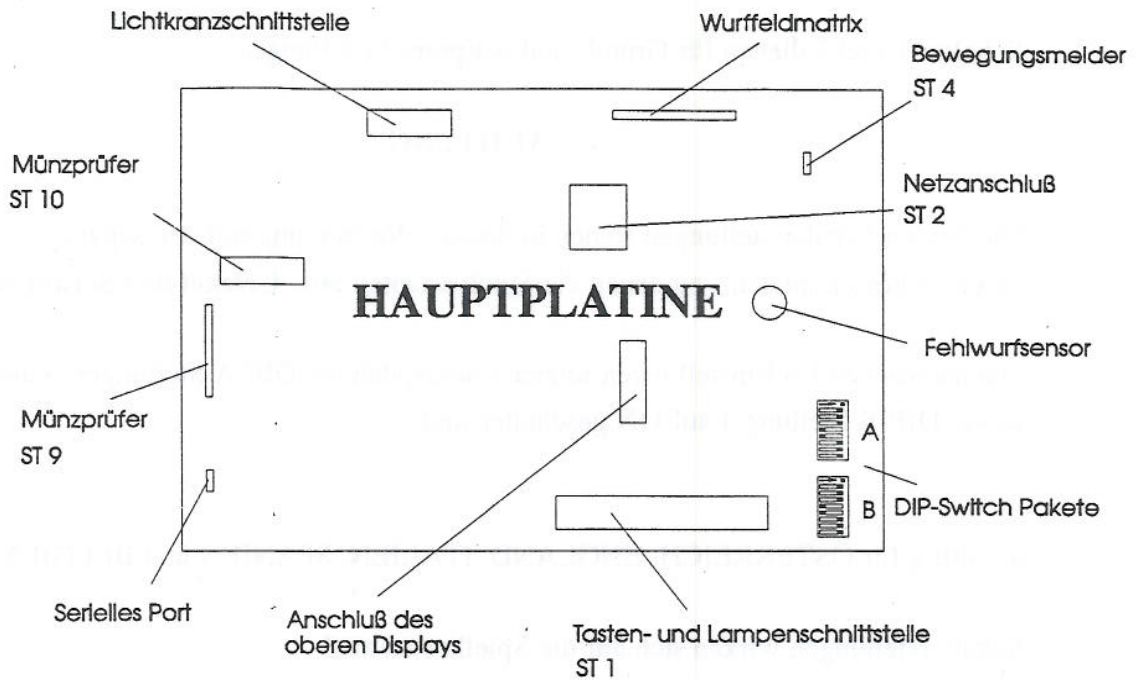 Lichtkranzschnittstelle
Wurffeldmatrix
Bewegungsmelder
ST 4
Münzprüfer
ST 10
Netzanschluß
ST 2
HAUPTPLATINE
Fehlwurfsensor
Münzprüfer
ST 9
A
B
DIP-Switch Pakete
Serielles Port
Anschluß des
oberen Displays
Tasten- und Lampenschnittstelle
ST 1